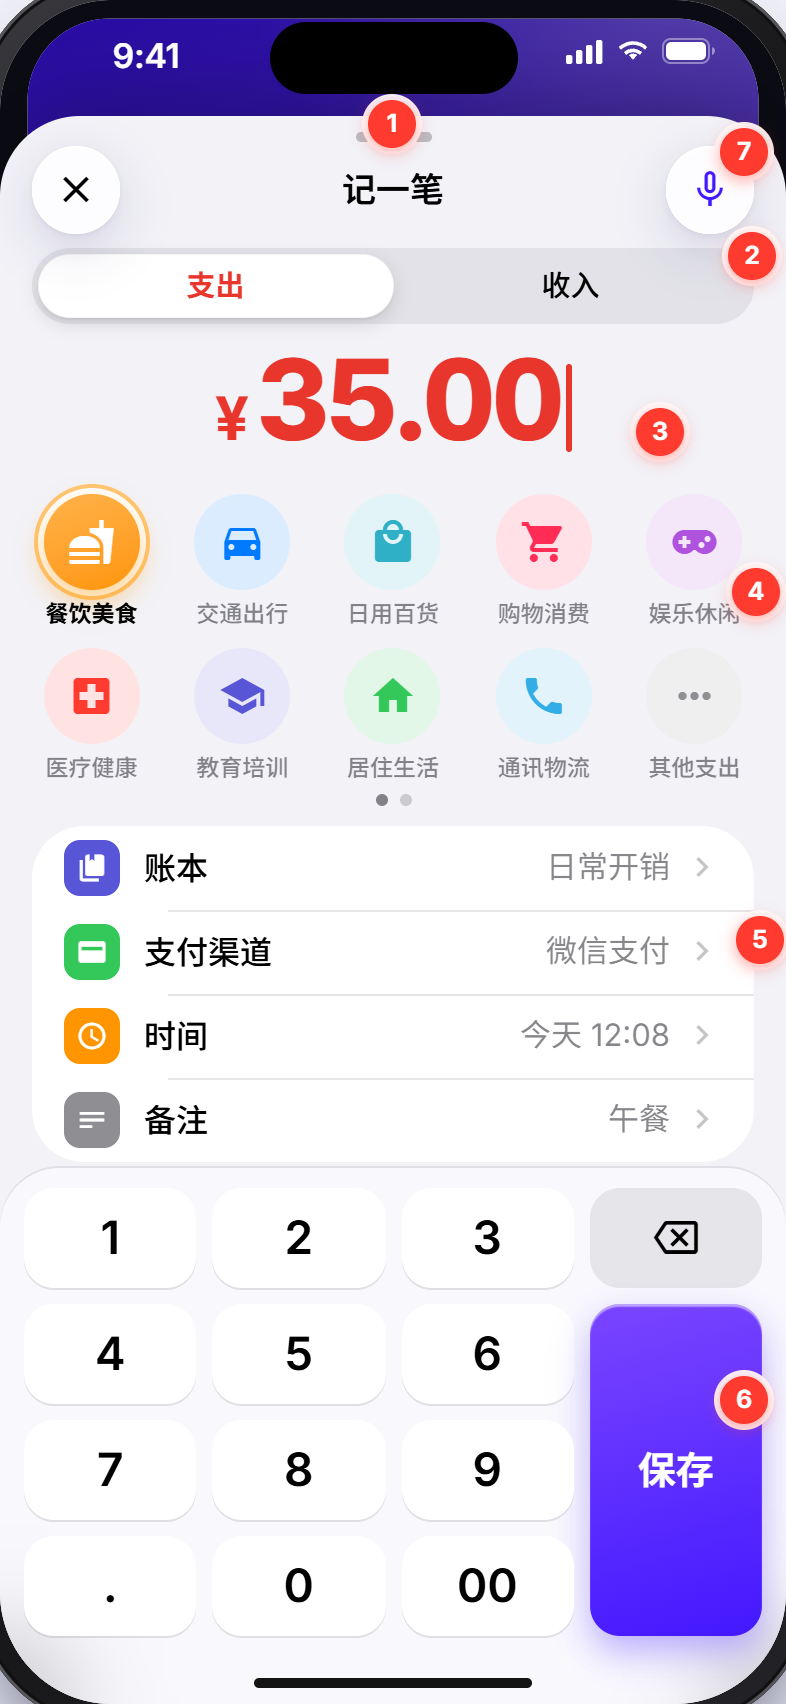 9:41
1
7
记一笔
2
支出 收入
¥35.00
3
餐饮美食 交通出行 日用百货 购物消费 娱乐休闲
4
医疗健康 教育培训 居住生活 通讯物流 其他支出
账本 日常开销
支付渠道 微信支付
5
时间 今天 12:08
备注 午餐
1 2 3
4 5 6
6
7 8 9
保存
. 0 00